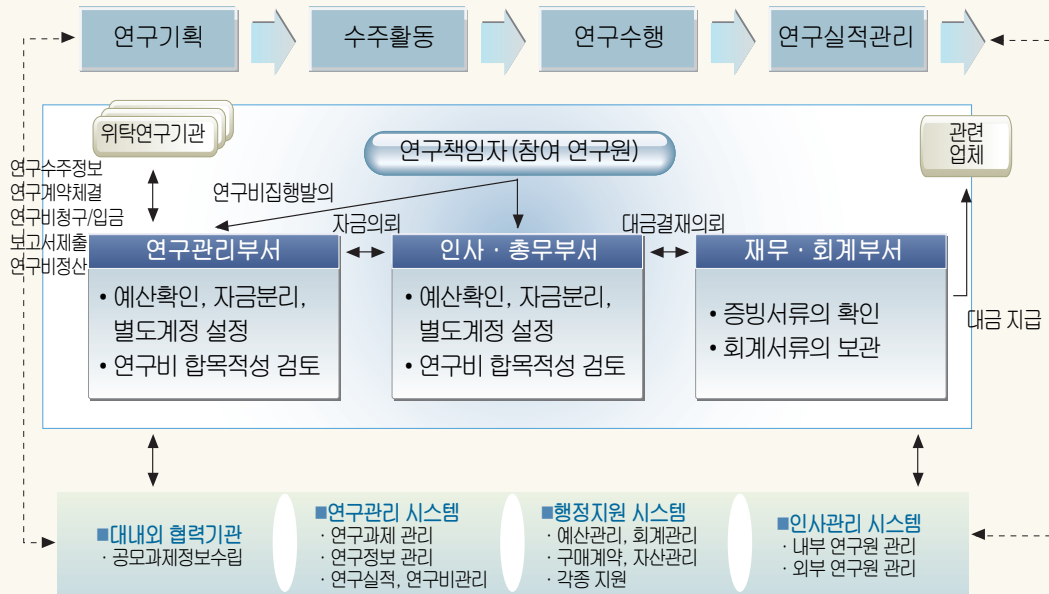 연구기획
수주활동
연구수행
연구실적관리
위탁연구기관
연구책임자(참여 연구원)
관련
업체
연구수주정보
연구계약체결
연구비청구/입금
보고서제출
연구비정산
연구비집행발의
자금의뢰
대금결재의뢰
대금 지급
연구관리부서
• 예산확인, 자금분리,
별도계정 설정
• 연구비 합목적성 검토
인사 · 총무부서
• 예산확인, 자금분리,
별도계정 설정
• 연구비 합목적성 검토
재무 · 회계부서
• 증빙서류의 확인
• 회계서류의 보관
■대내외 협력기관
· 공모과제정보수립
■연구관리 시스템
· 연구과제 관리
· 연구정보 관리
· 연구실적, 연구비관리
■행정지원 시스템
· 예산관리, 회계관리
· 구매계약, 자산관리
· 각종 지원
■인사관리 시스템
· 내부 연구원 관리
· 외부 연구원 관리